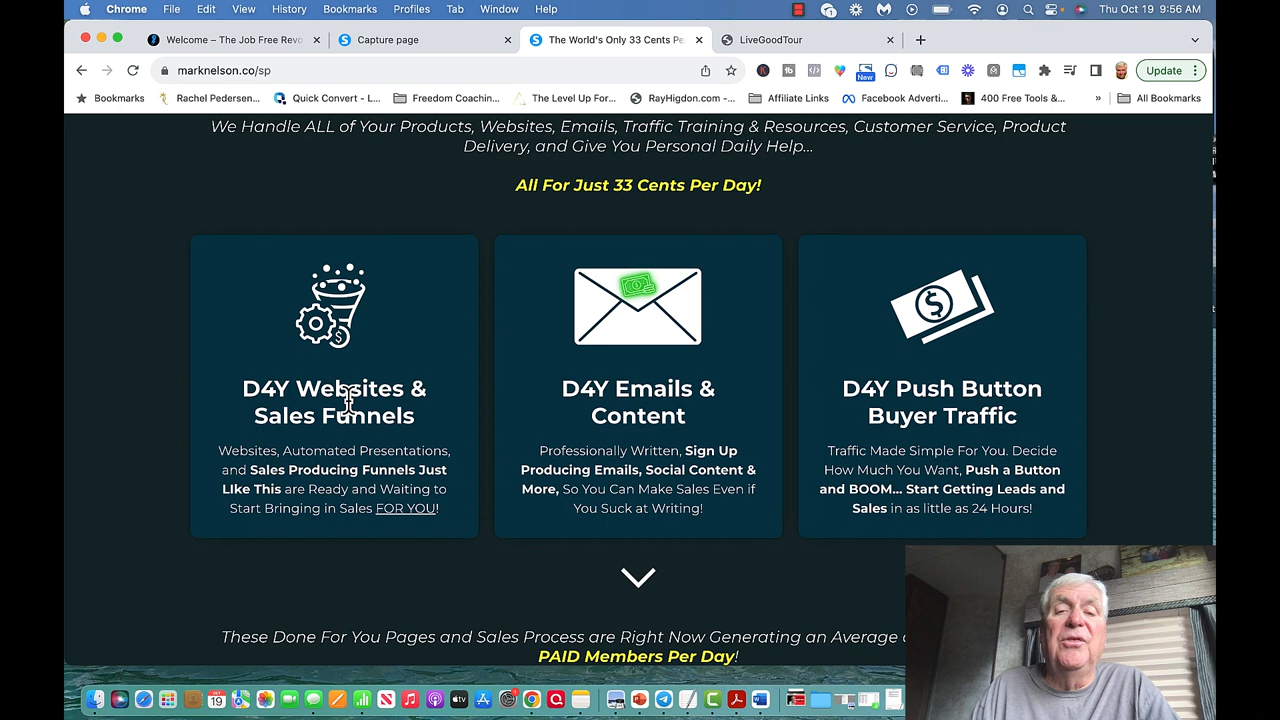 Chrome File Edit View History Bookmarks Profiles Tab Window Help Thu Oct 19 9:56 AM
Welcome – The Job Free Revo Capture page The World's Only 33 Cents Pe LiveGoodTour
marknelson.co/sp New Update
Bookmarks Rachel Pedersen... Quick Convert - L... Freedom Coachin... The Level Up For... RayHigdon.com -... Affiliate Links Facebook Adverti... 400 Free Tools &... » All Bookmarks
We Handle ALL of Your Products, Websites, Emails, Traffic Training & Resources, Customer Service, Product
Delivery, and Give You Personal Daily Help...
All For Just 33 Cents Per Day!
D4Y Websites &
Sales Funnels
Websites, Automated Presentations,
and Sales Producing Funnels Just
LIke This are Ready and Waiting to
Start Bringing in Sales FOR YOU!
D4Y Emails &
Content
Professionally Written, Sign Up
Producing Emails, Social Content &
More, So You Can Make Sales Even if
You Suck at Writing!
D4Y Push Button
Buyer Traffic
Traffic Made Simple For You. Decide
How Much You Want, Push a Button
and BOOM... Start Getting Leads and
Sales in as little as 24 Hours!
These Done For You Pages and Sales Process are Right Now Generating an Average
PAID Members Per Day!